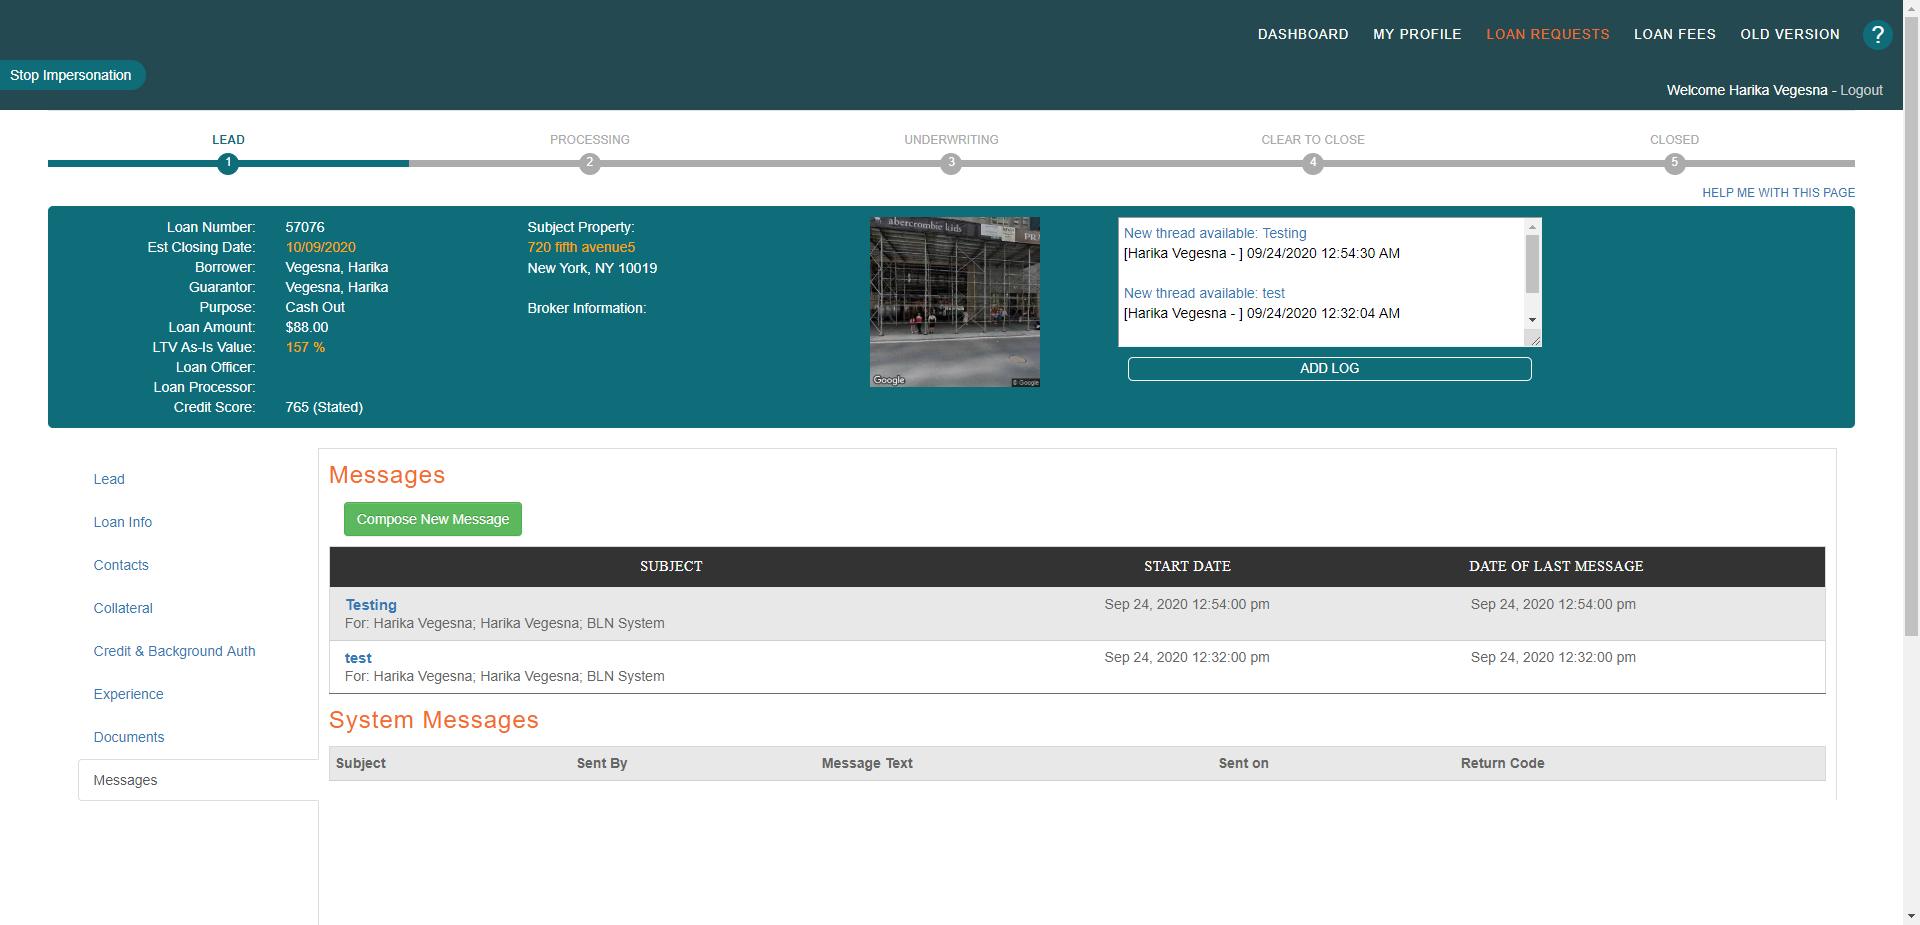 DASHBOARD MY PROFILE LOAN REQUESTS LOAN FEES OLD VERSION ?
Stop Impersonation
Welcome Harika Vegesna - Logout
LEAD PROCESSING UNDERWRITING CLEAR TO CLOSE CLOSED
1 2 3 4 5
HELP ME WITH THIS PAGE
Loan Number: 57076
Est Closing Date: 10/09/2020
Borrower: Vegesna, Harika
Guarantor: Vegesna, Harika
Purpose: Cash Out
Loan Amount: $88.00
LTV As-Is Value: 157 %
Loan Officer:
Loan Processor:
Credit Score: 765 (Stated)
Subject Property:
720 fifth avenue5
New York, NY 10019
Broker Information:
abercrombie kids
PRA
Google
© Google
New thread available: Testing
[Harika Vegesna - ] 09/24/2020 12:54:30 AM
New thread available: test
[Harika Vegesna - ] 09/24/2020 12:32:04 AM
ADD LOG
Lead
Loan Info
Contacts
Collateral
Credit & Background Auth
Experience
Documents
Messages
Messages
Compose New Message
SUBJECT START DATE DATE OF LAST MESSAGE
Testing Sep 24, 2020 12:54:00 pm Sep 24, 2020 12:54:00 pm
For: Harika Vegesna; Harika Vegesna; BLN System
test Sep 24, 2020 12:32:00 pm Sep 24, 2020 12:32:00 pm
For: Harika Vegesna; Harika Vegesna; BLN System
System Messages
Subject Sent By Message Text Sent on Return Code